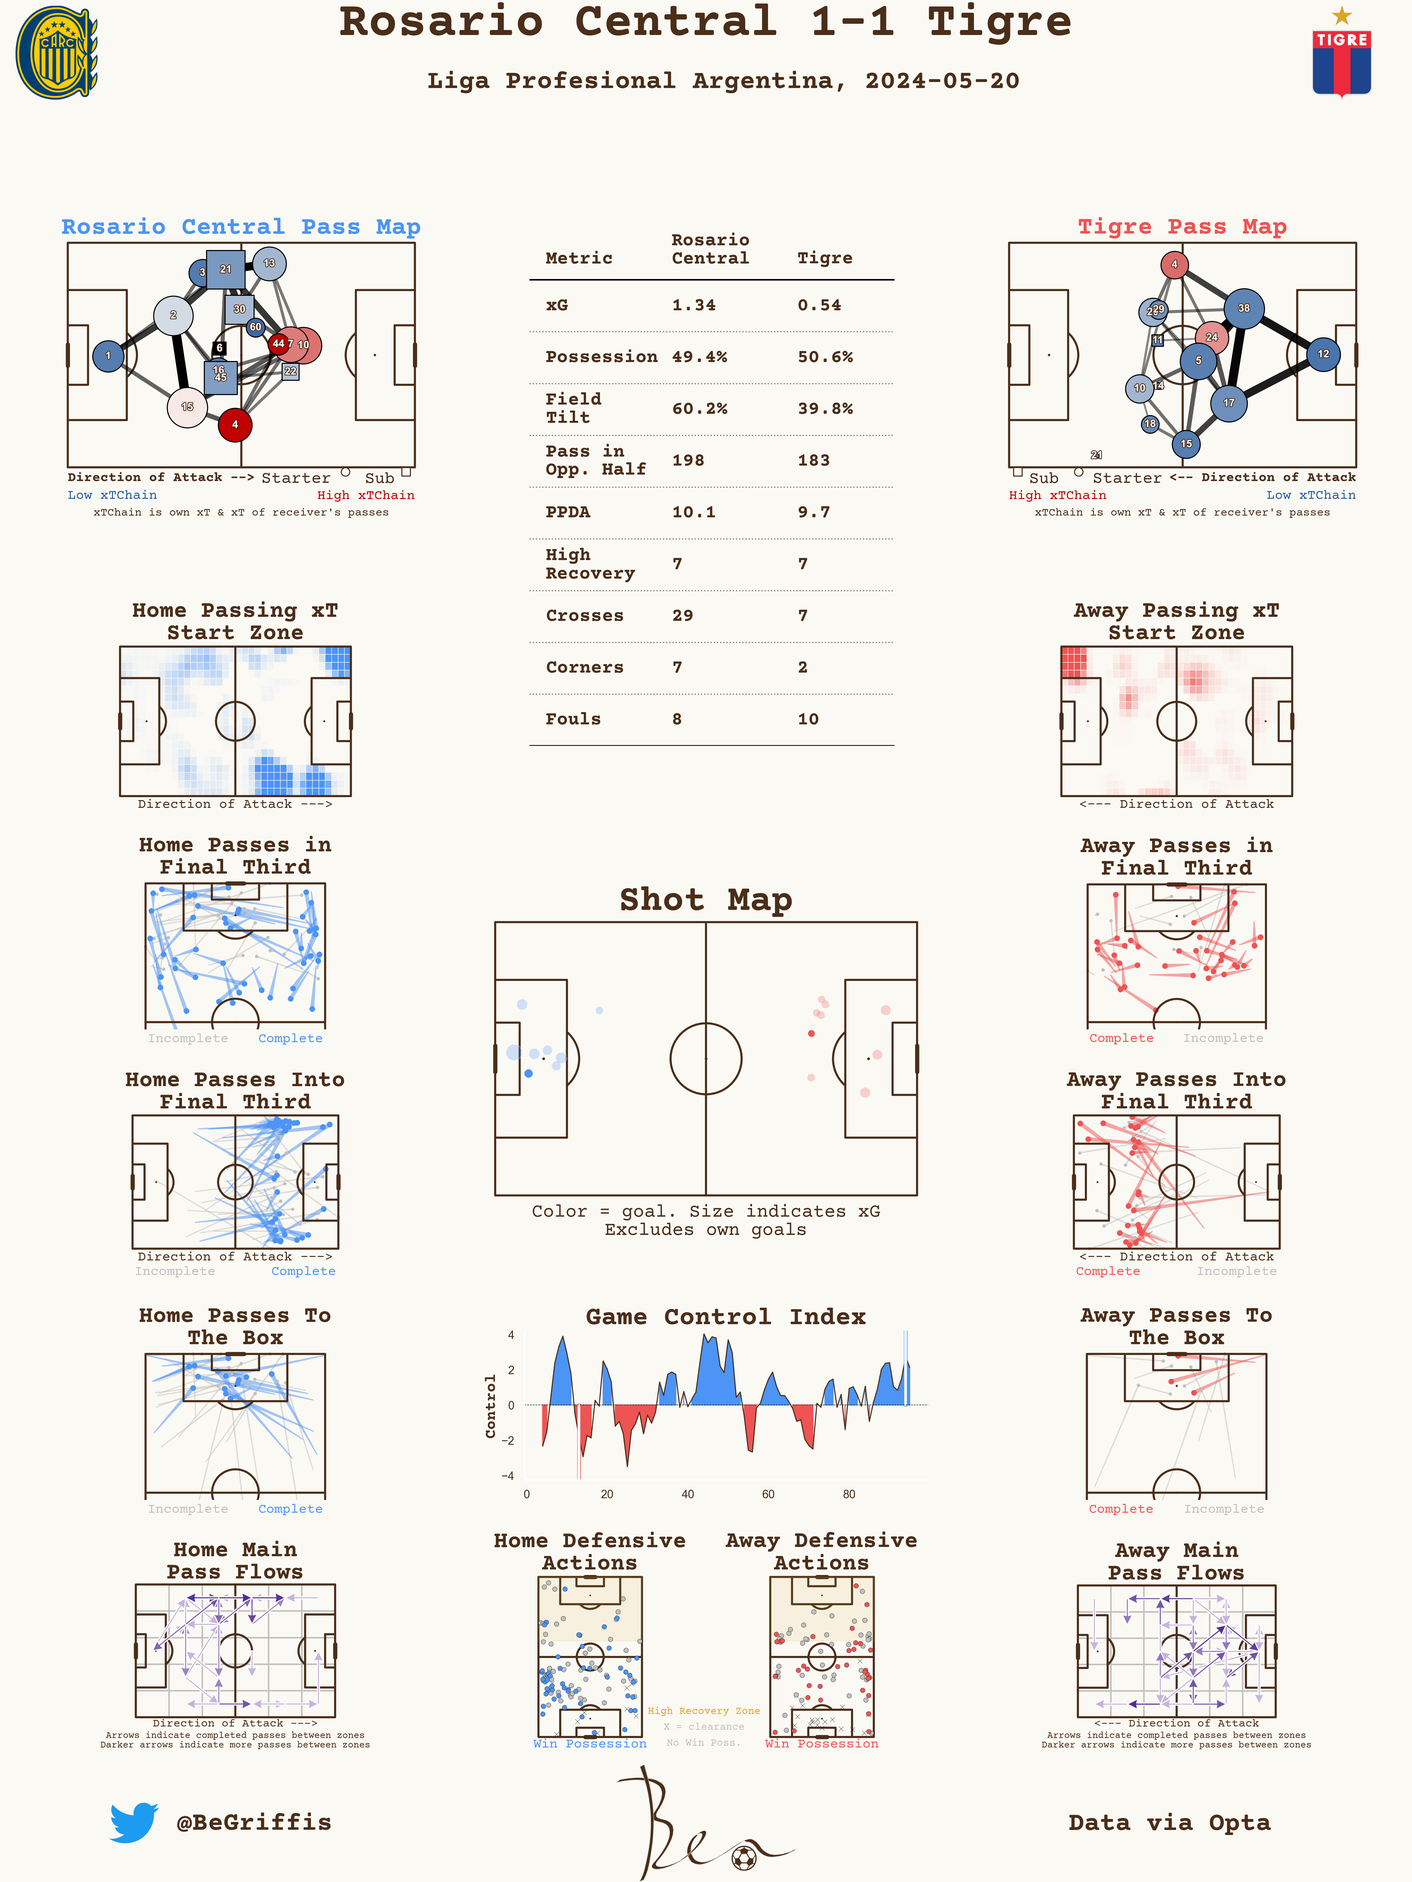 Rosario Central 1-1 Tigre
Liga Profesional Argentina, 2024-05-20
CARC
TIGRE
Rosario Central Pass Map
3
21
13
2
30
60
1
6
44
7
10
16
45
22
15
4
Direction of Attack --> Starter Sub
Low xTChain High xTChain
xTChain is own xT & xT of receiver's passes
Metric Rosario Central Tigre
xG 1.34 0.54
Possession 49.4% 50.6%
Field Tilt 60.2% 39.8%
Pass in Opp. Half 198 183
PPDA 10.1 9.7
High Recovery 7 7
Crosses 29 7
Corners 7 2
Fouls 8 10
Tigre Pass Map
4
29
38
11
24
12
5
10
14
17
18
15
21
Sub Starter <-- Direction of Attack
High xTChain Low xTChain
xTChain is own xT & xT of receiver's passes
Home Passing xT
Start Zone
Direction of Attack --->
Away Passing xT
Start Zone
<--- Direction of Attack
Home Passes in
Final Third
Incomplete Complete
Away Passes in
Final Third
Complete Incomplete
Shot Map
Color = goal. Size indicates xG
Excludes own goals
Home Passes Into
Final Third
Direction of Attack --->
Incomplete Complete
Away Passes Into
Final Third
<--- Direction of Attack
Complete Incomplete
Home Passes To
The Box
Incomplete Complete
Game Control Index
Control
4
2
0
−2
−4
0 20 40 60 80
Away Passes To
The Box
Complete Incomplete
Home Main
Pass Flows
Direction of Attack --->
Arrows indicate completed passes between zones
Darker arrows indicate more passes between zones
Home Defensive
Actions
Win Possession
High Recovery Zone
X = clearance
No Win Poss.
Away Defensive
Actions
Win Possession
Away Main
Pass Flows
<--- Direction of Attack
Arrows indicate completed passes between zones
Darker arrows indicate more passes between zones
@BeGriffis
Ben
Data via Opta